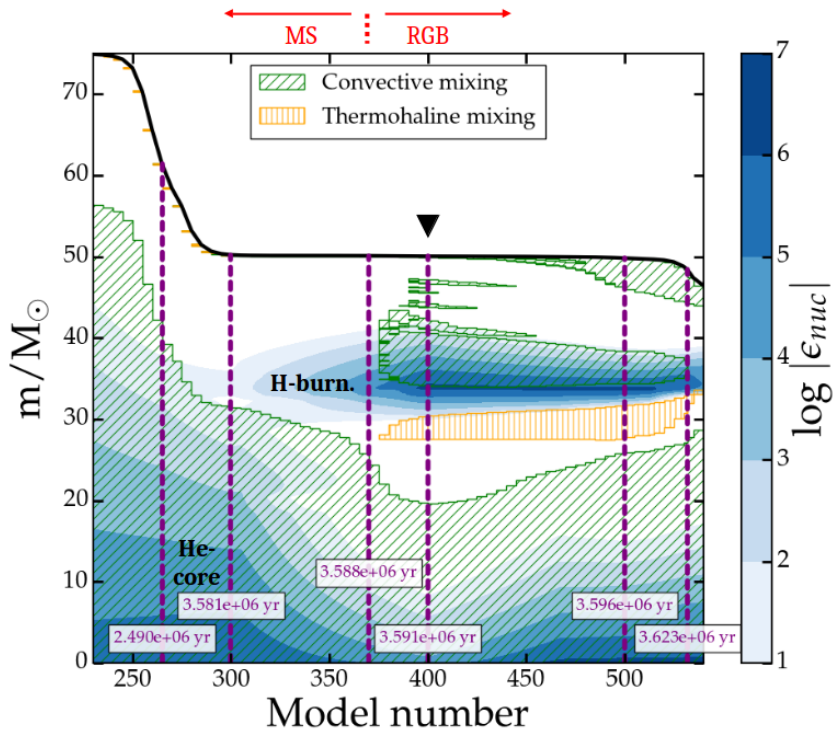 MS
RGB
Convective mixing
Thermohaline mixing
H-burn.
He-
core
3.588e+06 yr
3.581e+06 yr
3.596e+06 yr
2.490e+06 yr
3.591e+06 yr
3.623e+06 yr
70
60
50
40
30
20
10
0
m/M☉
250
300
350
400
450
500
Model number
7
6
5
4
3
2
1
log |ϵnuc|